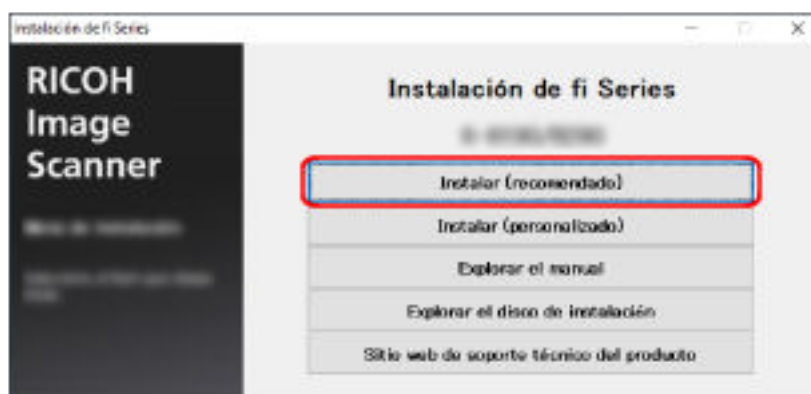 Instalación de fi Series
RICOH
Image
Scanner
Instalación de fi Series
Instalar (recomendado)
Instalar (personalizado)
Explorar el manual
Explorar el disco de instalación
Sitio web de soporte técnico del producto